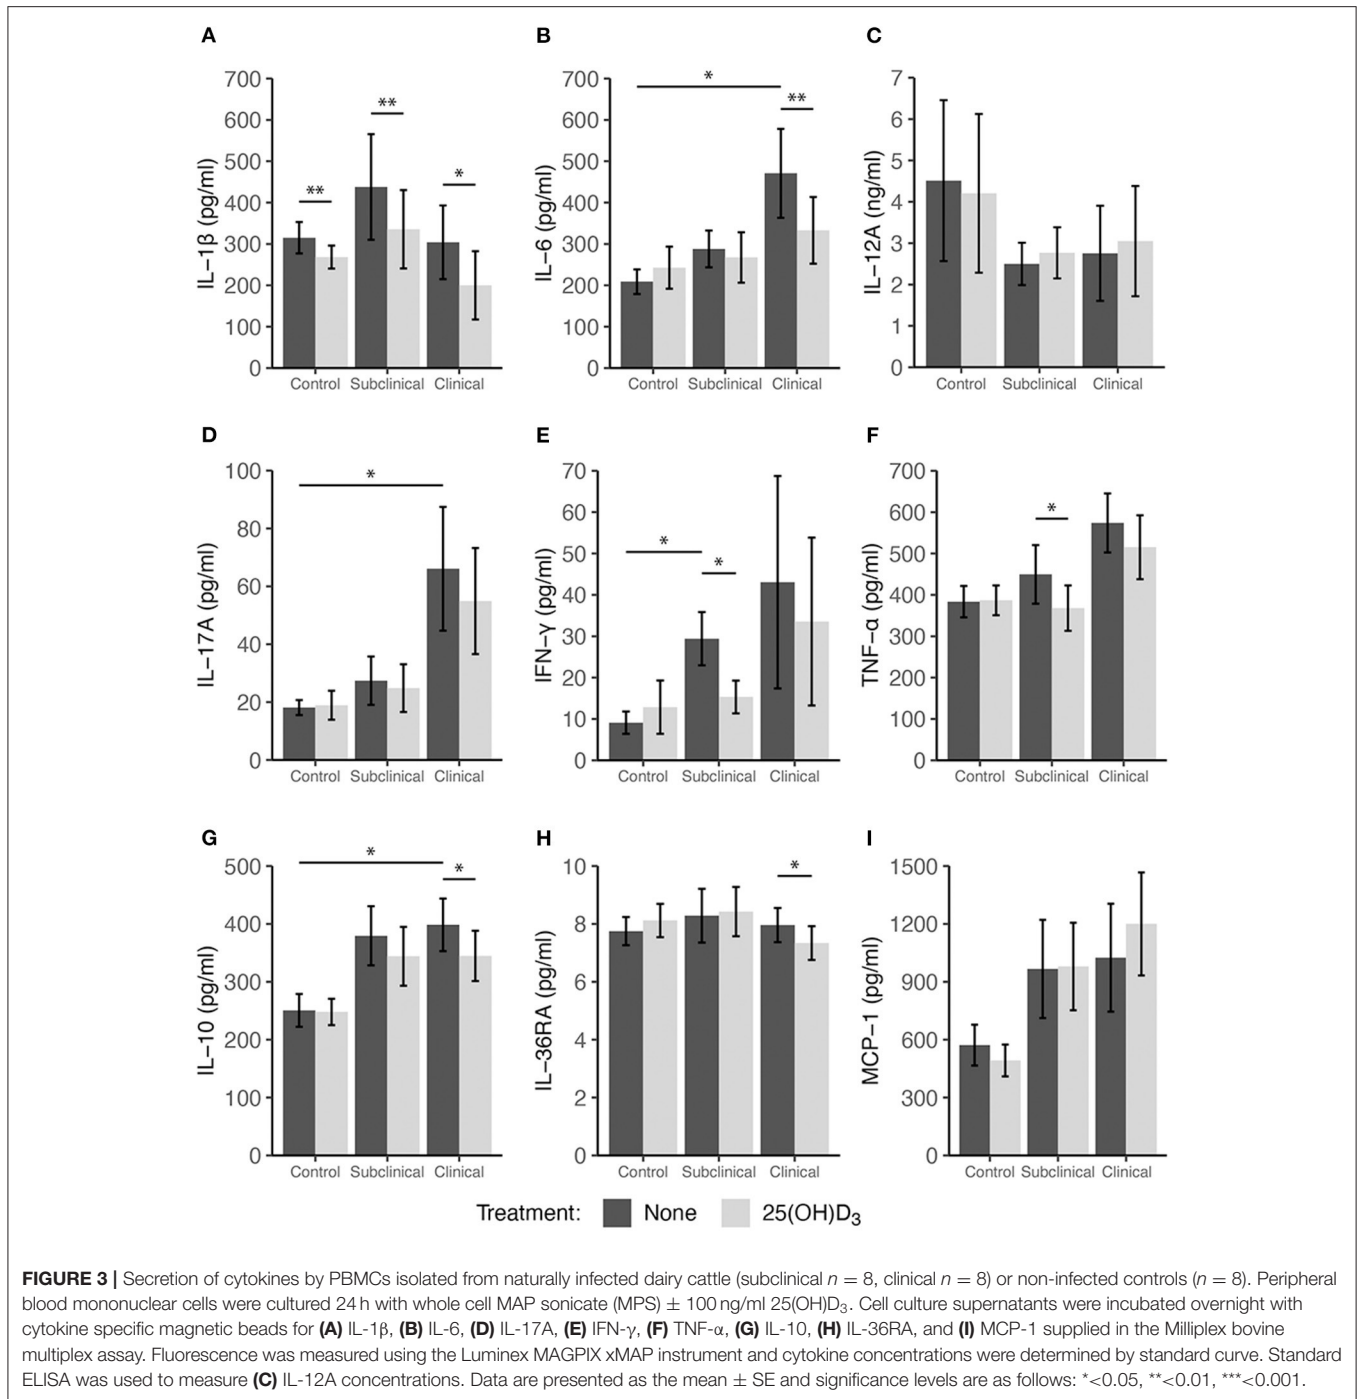 A
B
C
700
600
500
400
300
200
100
0
IL−1β (pg/ml)
**
**
*
Control Subclinical Clinical
700
600
500
400
300
200
100
0
IL−6 (pg/ml)
*
**
Control Subclinical Clinical
7
6
5
4
3
2
1
0
IL−12A (ng/ml)
Control Subclinical Clinical
D
E
F
100
80
60
40
20
0
IL−17A (pg/ml)
*
Control Subclinical Clinical
70
60
50
40
30
20
10
0
IFN−γ (pg/ml)
*
*
Control Subclinical Clinical
700
600
500
400
300
200
100
0
TNF−α (pg/ml)
*
Control Subclinical Clinical
G
H
I
500
400
300
200
100
0
IL−10 (pg/ml)
*
*
Control Subclinical Clinical
10
8
6
4
2
0
IL−36RA (pg/ml)
*
Control Subclinical Clinical
1500
1200
900
600
300
0
MCP−1 (pg/ml)
Control Subclinical Clinical
Treatment: None 25(OH)D₃
FIGURE 3 | Secretion of cytokines by PBMCs isolated from naturally infected dairy cattle (subclinical n = 8, clinical n = 8) or non-infected controls (n = 8). Peripheral
blood mononuclear cells were cultured 24 h with whole cell MAP sonicate (MPS) ± 100 ng/ml 25(OH)D₃. Cell culture supernatants were incubated overnight with
cytokine specific magnetic beads for (A) IL-1β, (B) IL-6, (D) IL-17A, (E) IFN-γ, (F) TNF-α, (G) IL-10, (H) IL-36RA, and (I) MCP-1 supplied in the Milliplex bovine
multiplex assay. Fluorescence was measured using the Luminex MAGPIX xMAP instrument and cytokine concentrations were determined by standard curve. Standard
ELISA was used to measure (C) IL-12A concentrations. Data are presented as the mean ± SE and significance levels are as follows: *<0.05, **<0.01, ***<0.001.